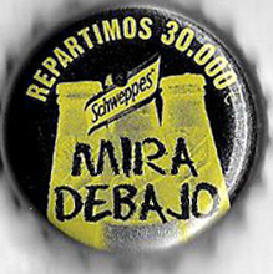 REPARTIMOS 30.000€
Schweppes
MIRA
DEBAJO